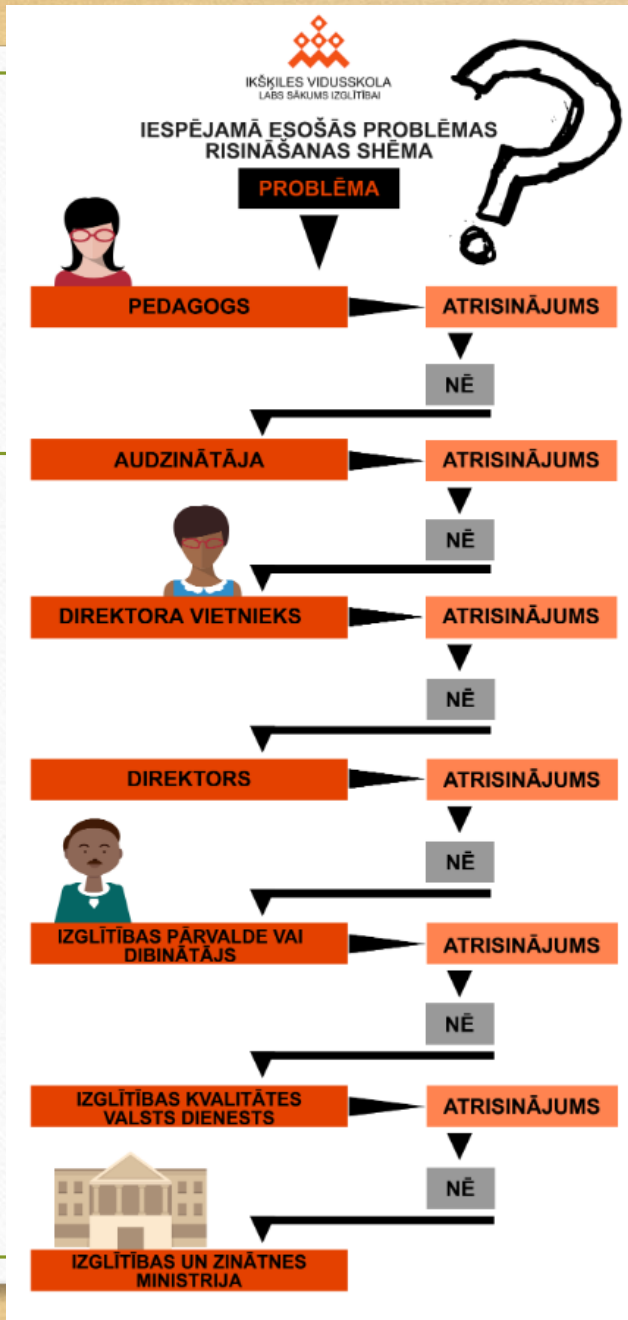 IKŠĶILES VIDUSSKOLA
LABS SĀKUMS IZGLĪTĪBAI
IESPĒJAMĀ ESOŠĀS PROBLĒMAS
RISINĀŠANAS SHĒMA
PROBLĒMA
PEDAGOGS
ATRISINĀJUMS
NĒ
AUDZINĀTĀJA
ATRISINĀJUMS
NĒ
DIREKTORA VIETNIEKS
ATRISINĀJUMS
NĒ
DIREKTORS
ATRISINĀJUMS
NĒ
IZGLĪTĪBAS PĀRVALDE VAI
DIBINĀTĀJS
ATRISINĀJUMS
NĒ
IZGLĪTĪBAS KVALITĀTES
VALSTS DIENESTS
ATRISINĀJUMS
NĒ
IZGLĪTĪBAS UN ZINĀTNES
MINISTRIJA